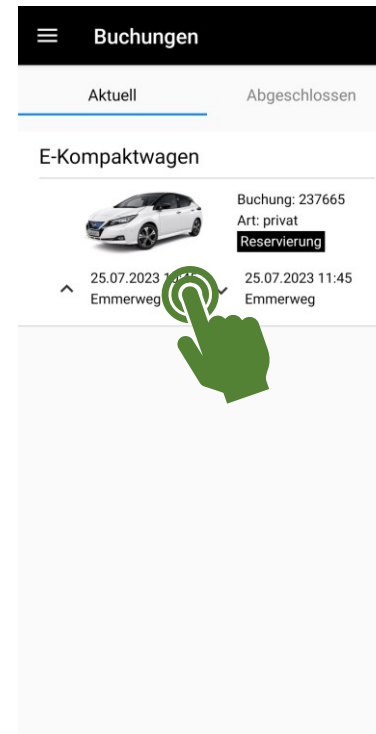 Buchungen
Aktuell
Abgeschlossen
E-Kompaktwagen
Buchung: 237665
Art: privat
Reservierung
25.07.2023
Emmerweg
25.07.2023 11:45
Emmerweg